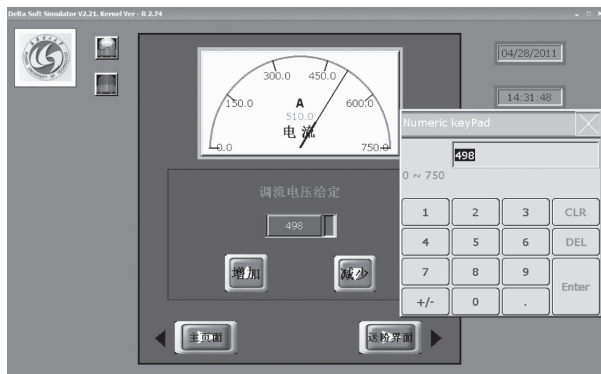 Delta Soft Simulator V2.21. Kernel Ver - R 2.74
04/28/2011
14:31:48
300.0 450.0
150.0 A 600.0
510.0
电流
0.0 750.0
Numeric keyPad
498
0 ~ 750
调流电压给定
498
1 2 3 CLR
4 5 6 DEL
7 8 9
Enter
+/- 0 .
增加 减少
主页面 送粉界面